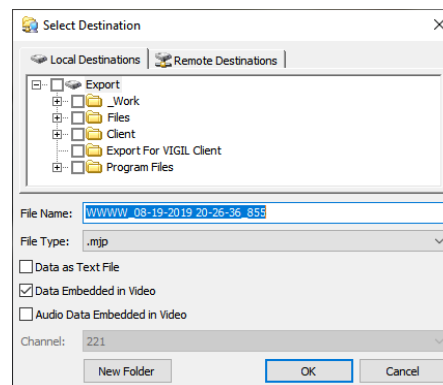 Select Destination
Local Destinations Remote Destinations
Export
_Work
Files
Client
Export For VIGIL Client
Program Files
File Name: WWWW_08-19-2019 20-26-36_855
File Type: .mjp
Data as Text File
Data Embedded in Video
Audio Data Embedded in Video
Channel: 221
New Folder OK Cancel